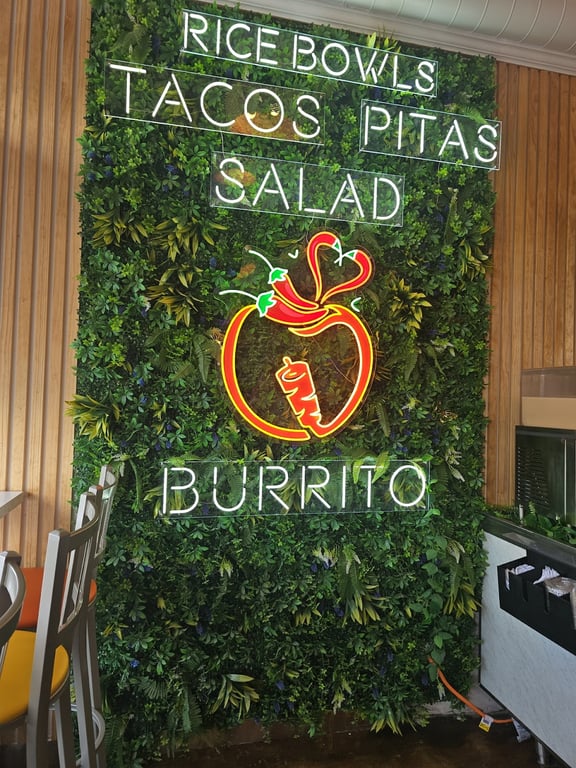 RICE BOWLS
TACOS PITAS
SALAD
BURRITO